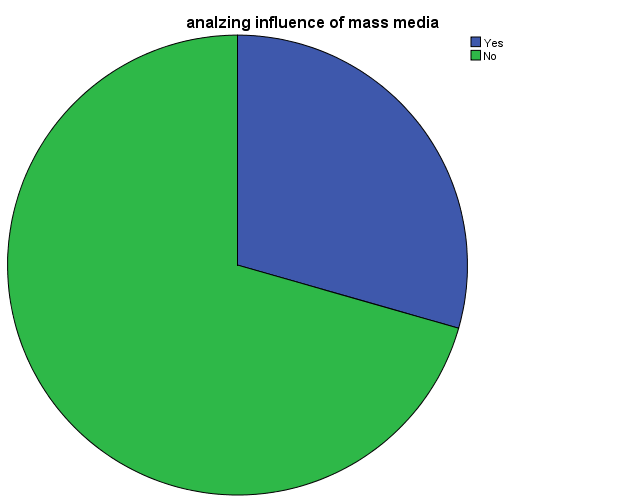 analzing influence of mass media
Yes
No